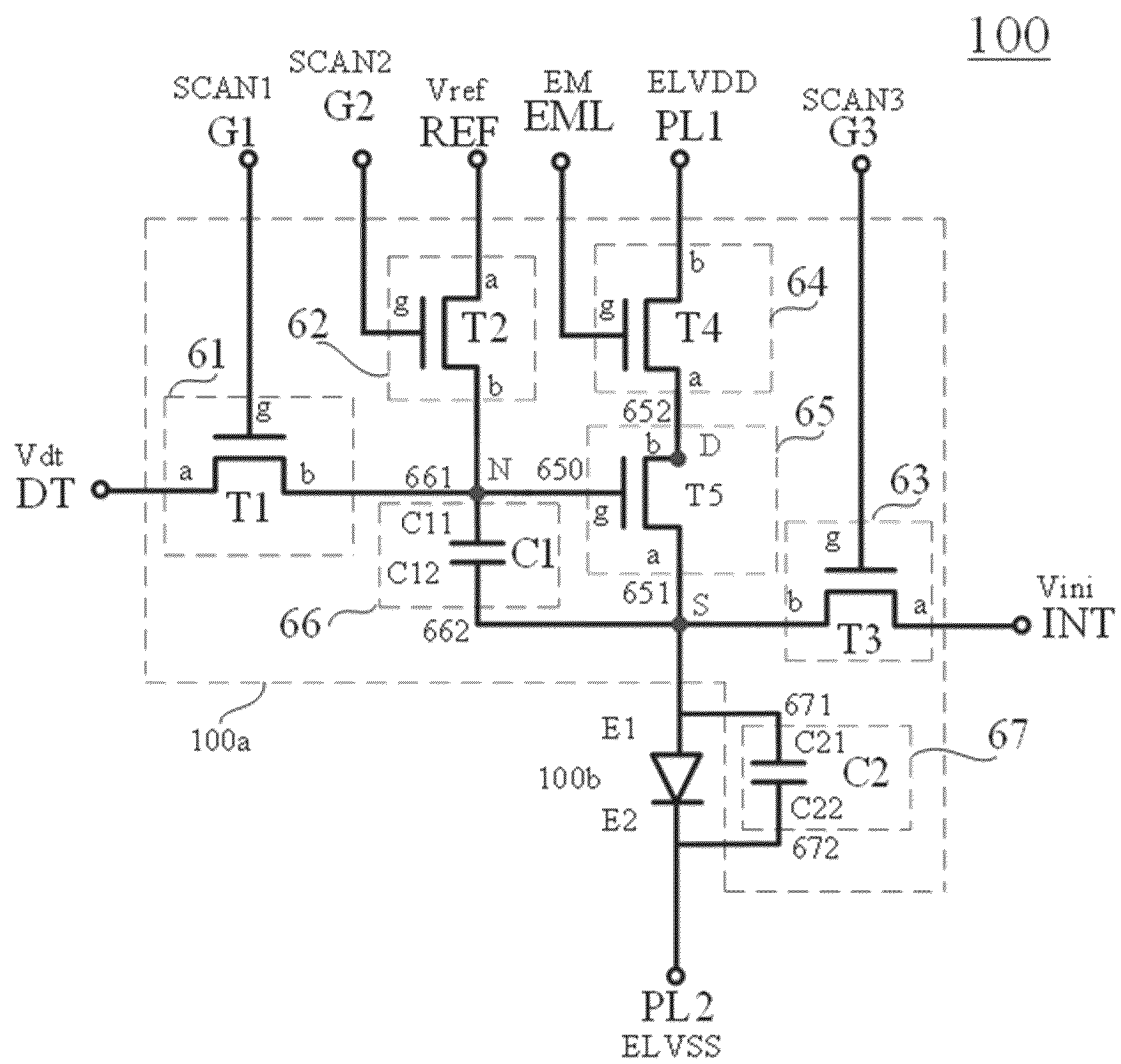 100
SCAN1
G1
SCAN2
G2
Vref
REF
EM
EML
ELVDD
PL1
SCAN3
G3
a
g
T2
b
62
b
g
T4
a
64
61
g
a
b
T1
Vdt
DT
661
N
650
652
b
D
T5
g
a
65
651
S
C11
C12
C1
66
662
63
g
b
a
T3
Vini
INT
100a
E1
100b
E2
671
C21
C2
C22
672
67
PL2
ELVSS